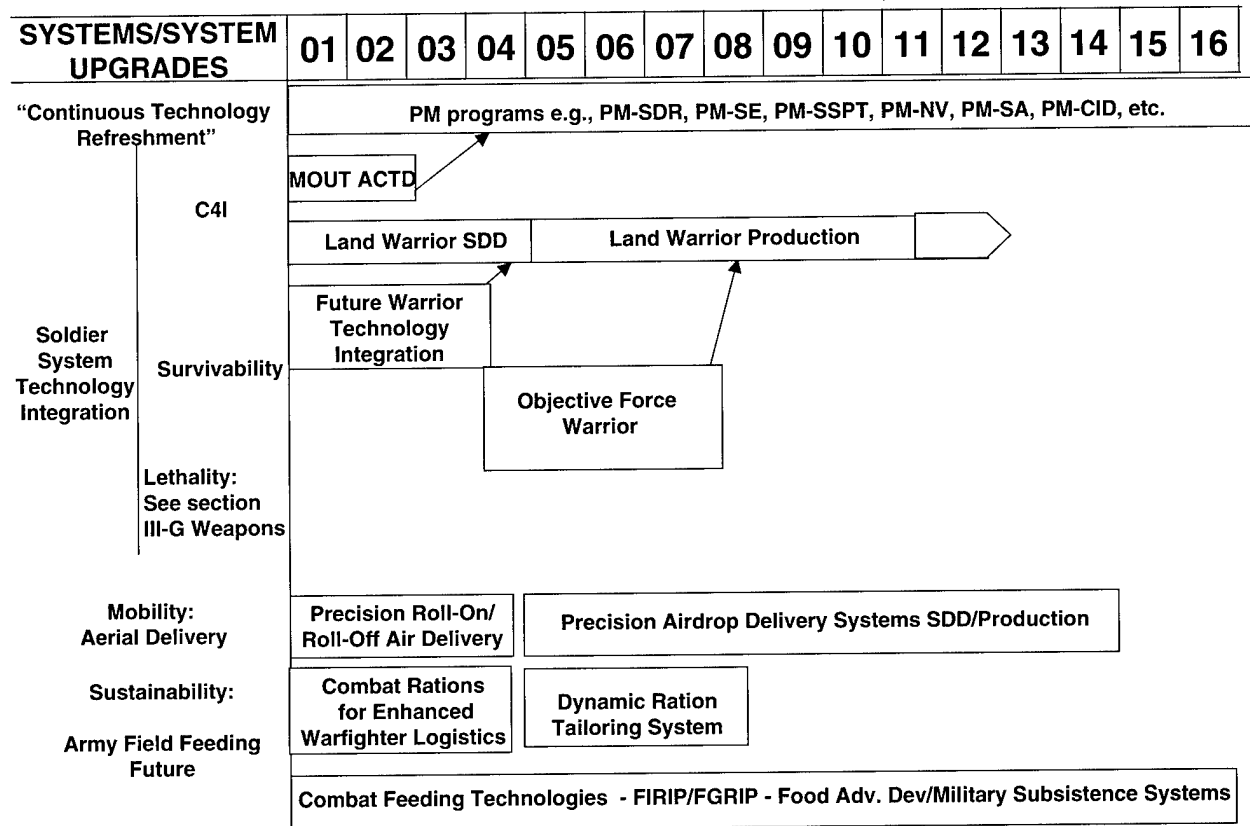 SYSTEMS/SYSTEM
UPGRADES
01 02 03 04 05 06 07 08 09 10 11 12 13 14 15 16
“Continuous Technology
Refreshment”
PM programs e.g., PM-SDR, PM-SE, PM-SSPT, PM-NV, PM-SA, PM-CID, etc.
MOUT ACTD
C4I
Land Warrior SDD
Land Warrior Production
Future Warrior
Technology
Integration
Soldier
System
Technology
Integration
Survivability
Objective Force
Warrior
Lethality:
See section
III-G Weapons
Mobility:
Aerial Delivery
Precision Roll-On/
Roll-Off Air Delivery
Precision Airdrop Delivery Systems SDD/Production
Sustainability:
Combat Rations
for Enhanced
Warfighter Logistics
Dynamic Ration
Tailoring System
Army Field Feeding
Future
Combat Feeding Technologies - FIRIP/FGRIP - Food Adv. Dev/Military Subsistence Systems